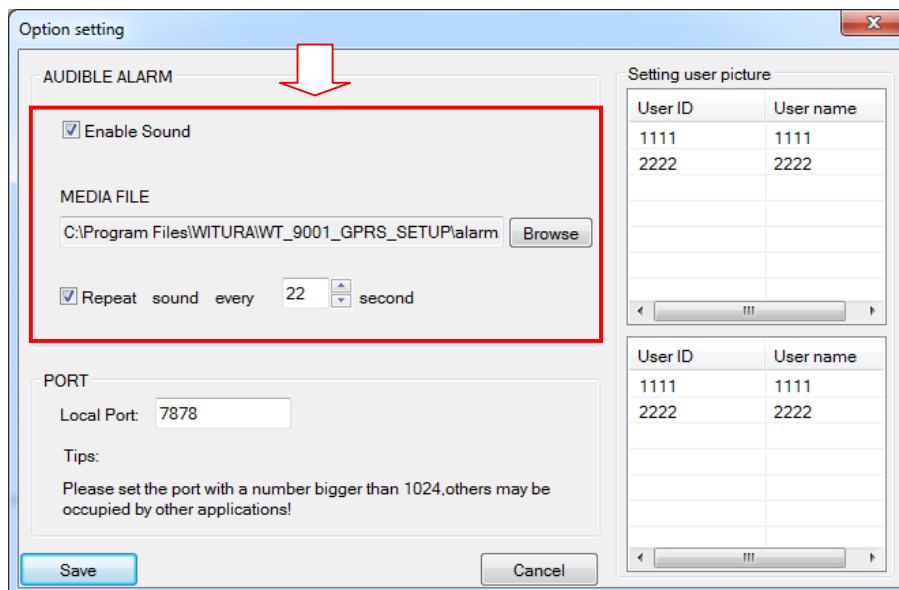 Option setting
AUDIBLE ALARM
Enable Sound
MEDIA FILE
C:\Program Files\WITURA\WT_9001_GPRS_SETUP\alarm
Browse
Repeat sound every 22 second
PORT
Local Port: 7878
Tips:
Please set the port with a number bigger than 1024,others may be
occupied by other applications!
Save
Cancel
Setting user picture
User ID User name
1111 1111
2222 2222
User ID User name
1111 1111
2222 2222